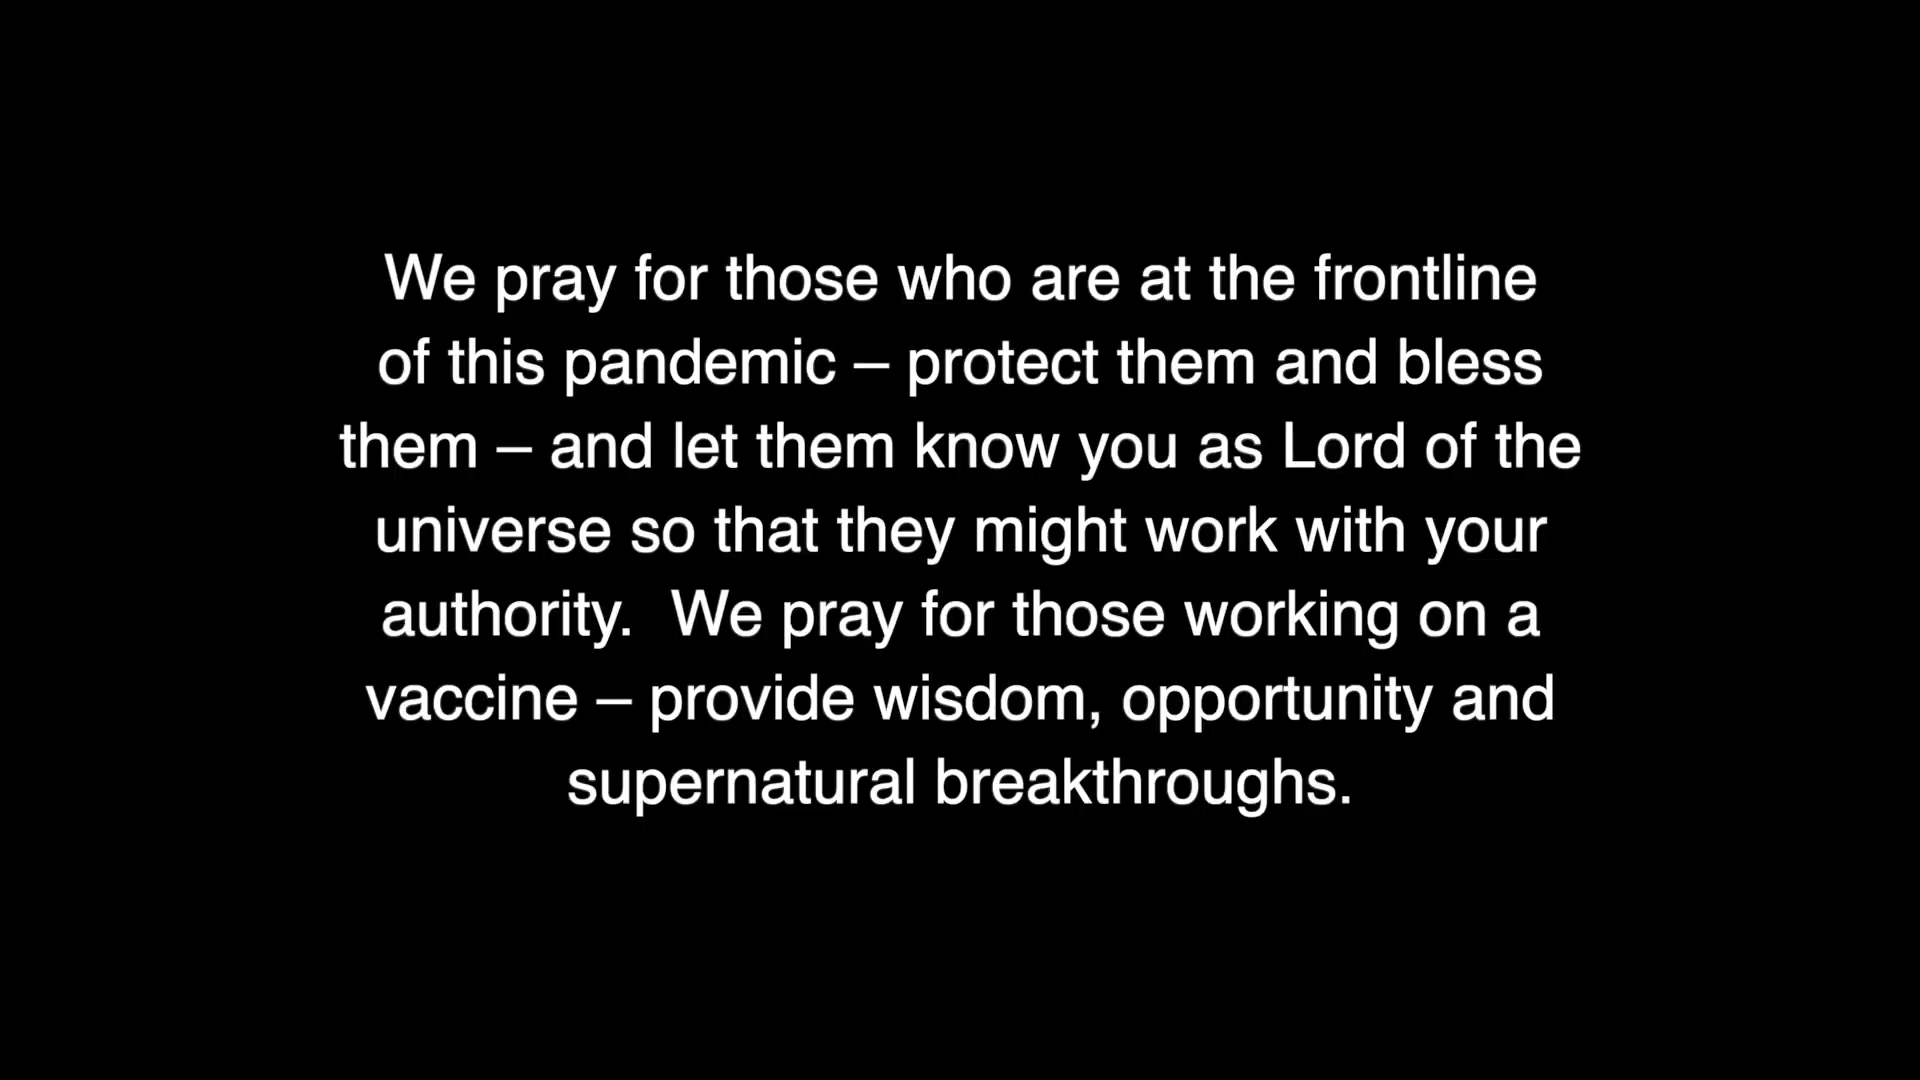 We pray for those who are at the frontline
of this pandemic – protect them and bless
them – and let them know you as Lord of the
universe so that they might work with your
authority.  We pray for those working on a
vaccine – provide wisdom, opportunity and
supernatural breakthroughs.